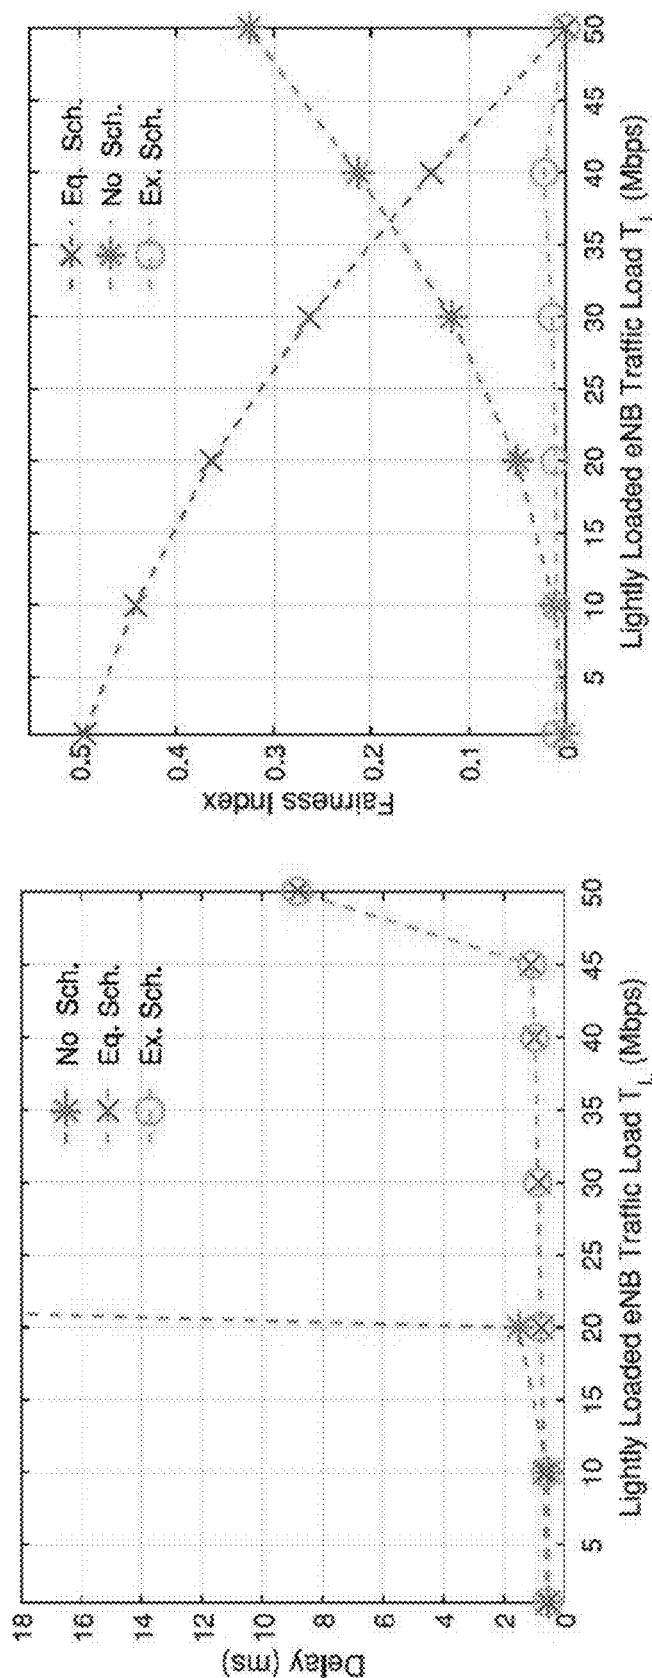 18
16
14
12
10
8
6
4
2
0
Delay (ms)
No Sch.
Eq. Sch.
Ex. Sch.
5 10 15 20 25 30 35 40 45 50
Lightly Loaded eNB Traffic Load T_L (Mbps)
0.5
0.4
0.3
0.2
0.1
0
Fairness Index
Eq. Sch.
No Sch.
Ex. Sch.
5 10 15 20 25 30 35 40 45 50
Lightly Loaded eNB Traffic Load T_L (Mbps)